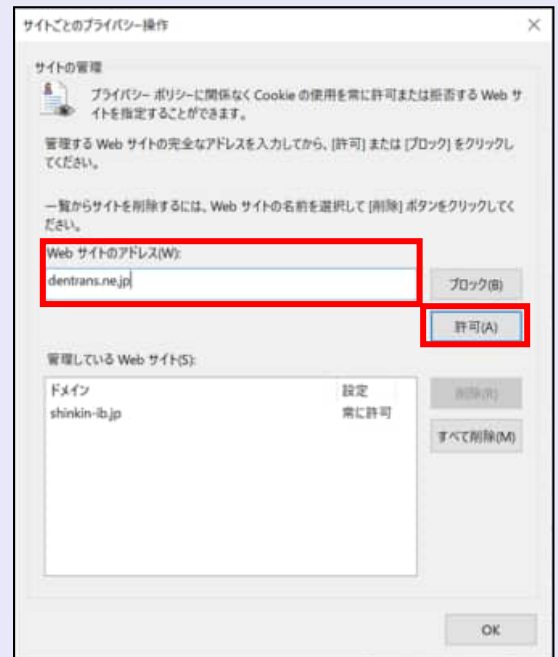 サイトごとのプライバシー操作
サイトの管理
プライバシー ポリシーに関係なく Cookie の使用を常に許可または拒否する Web サ
イトを指定することができます。
管理する Web サイトの完全なアドレスを入力してから、[許可] または [ブロック] をクリックし
てください。
一覧からサイトを削除するには、Web サイトの名前を選択して [削除] ボタンをクリックしてく
ださい。
Web サイトのアドレス(W):
dentrans.ne.jp
ブロック(B)
許可(A)
管理している Web サイト(S):
ドメイン 設定
削除(R)
shinkin-ib.jp 常に許可
すべて削除(M)
OK